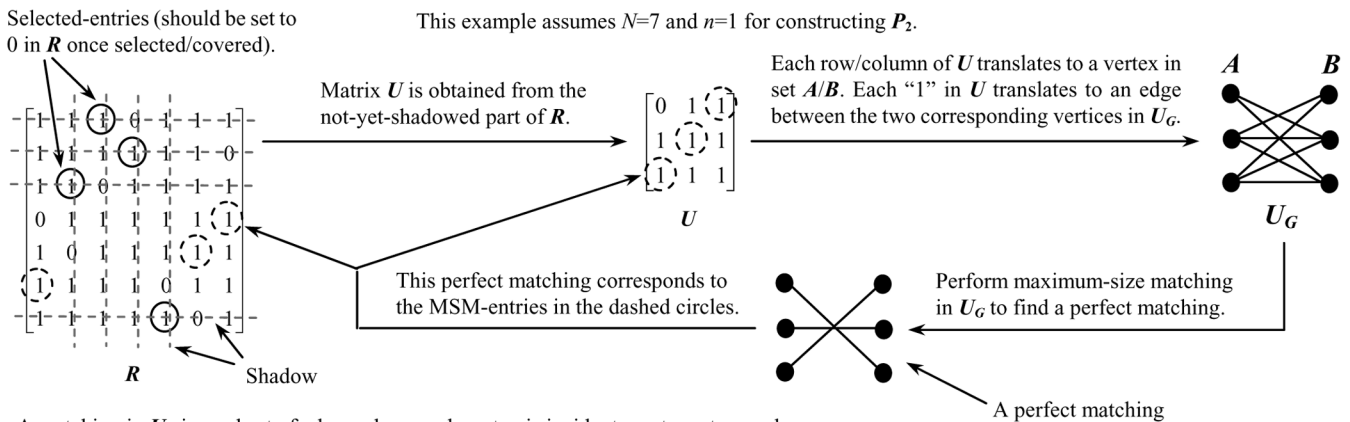 Selected-entries (should be set to
0 in R once selected/covered).
This example assumes N=7 and n=1 for constructing P₂.
Matrix U is obtained from the
not-yet-shadowed part of R.
Each row/column of U translates to a vertex in
set A/B. Each “1” in U translates to an edge
between the two corresponding vertices in U_G.
A B
1 1 1 0 1 1 1
1 1 1 1 1 1 0
1 1 0 1 1 1 1
0 1 1 1 1 1 1
1 0 1 1 1 1 1
1 1 1 1 0 1 1
1 1 1 1 1 0 1
R
Shadow
0 1 1
1 1 1
1 1 1
U
U_G
This perfect matching corresponds to
the MSM-entries in the dashed circles.
Perform maximum-size matching
in U_G to find a perfect matching.
A perfect matching